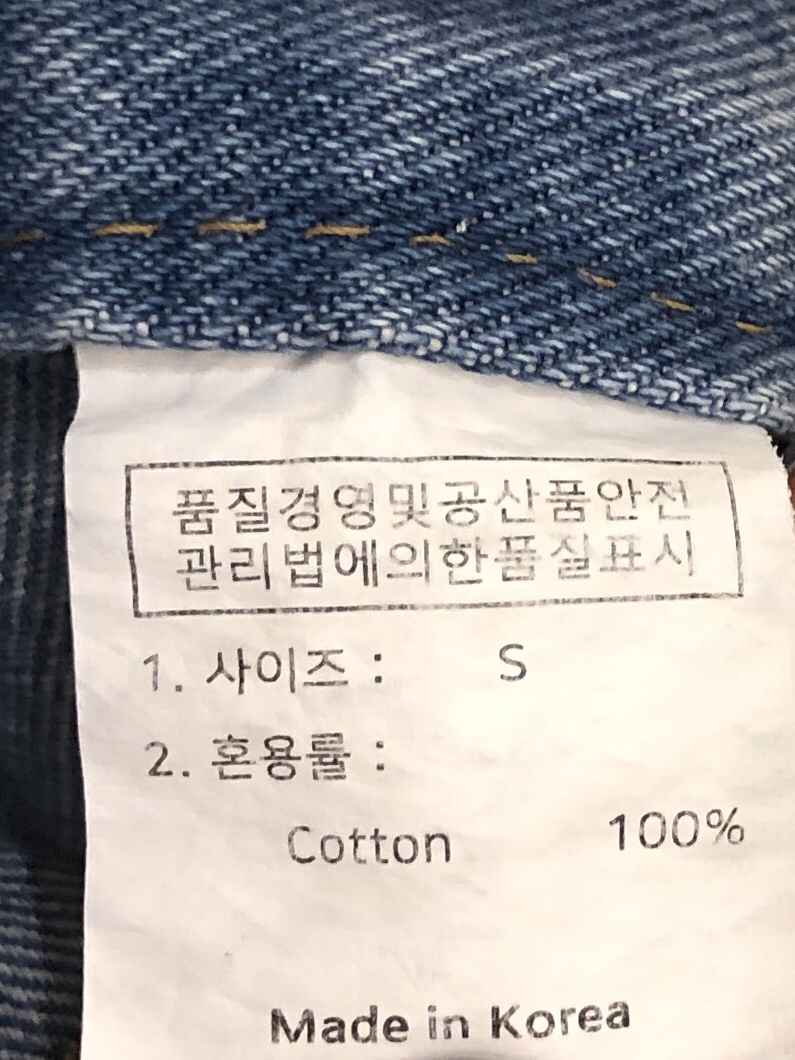 품질경영및공산품안전
관리법에의한품질표시
1. 사이즈 : S
2. 혼용률 :
Cotton 100%
Made in Korea